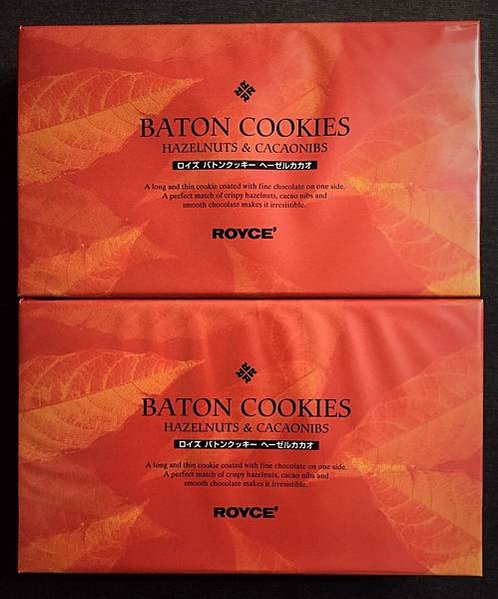 BATON COOKIES
HAZELNUTS & CACAONIBS
ロイズ バトンクッキー ヘーゼルカカオ
A long and thin cookie coated with fine chocolate on one side.
A perfect match of crispy hazelnuts, cacao nibs and
smooth chocolate makes it irresistible.
ROYCE'
BATON COOKIES
HAZELNUTS & CACAONIBS
ロイズ バトンクッキー ヘーゼルカカオ
A long and thin cookie coated with fine chocolate on one side.
A perfect match of crispy hazelnuts, cacao nibs and
smooth chocolate makes it irresistible.
ROYCE'